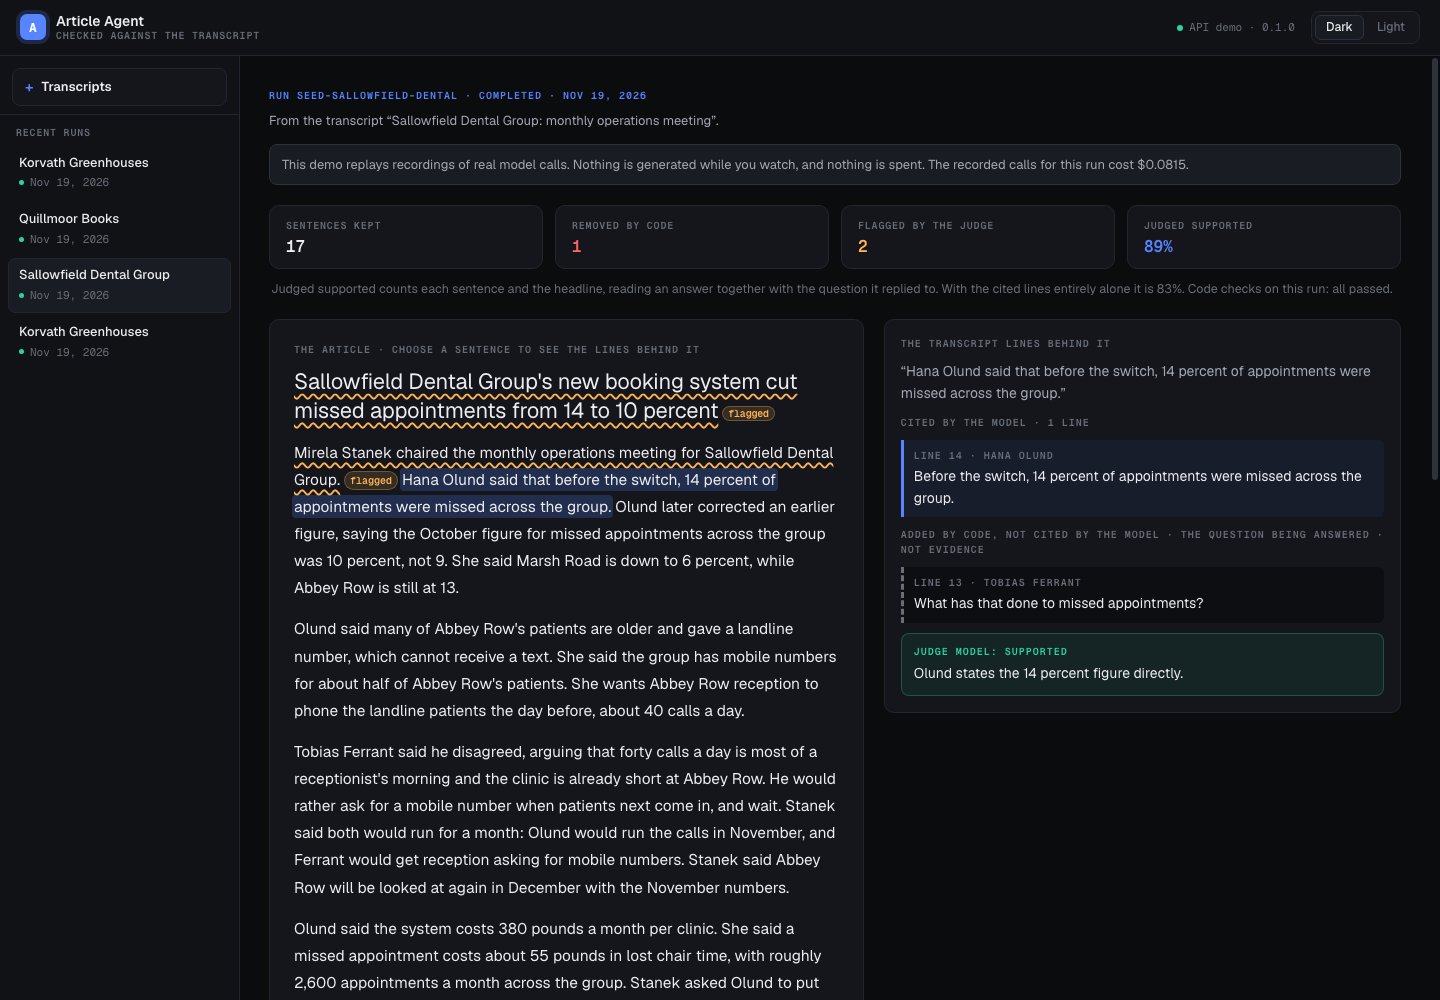 A
Article Agent
CHECKED AGAINST THE TRANSCRIPT
API demo · 0.1.0
Dark
Light
+ Transcripts
RECENT RUNS
Korvath Greenhouses
Nov 19, 2026
Quillmoor Books
Nov 19, 2026
Sallowfield Dental Group
Nov 19, 2026
Korvath Greenhouses
Nov 19, 2026
RUN SEED-SALLOWFIELD-DENTAL · COMPLETED · NOV 19, 2026
From the transcript “Sallowfield Dental Group: monthly operations meeting”.
This demo replays recordings of real model calls. Nothing is generated while you watch, and nothing is spent. The recorded calls for this run cost $0.0815.
SENTENCES KEPT
17
REMOVED BY CODE
1
FLAGGED BY THE JUDGE
2
JUDGED SUPPORTED
89%
Judged supported counts each sentence and the headline, reading an answer together with the question it replied to. With the cited lines entirely alone it is 83%. Code checks on this run: all passed.
THE ARTICLE · CHOOSE A SENTENCE TO SEE THE LINES BEHIND IT
Sallowfield Dental Group's new booking system cut
missed appointments from 14 to 10 percent flagged
Mirela Stanek chaired the monthly operations meeting for Sallowfield Dental
Group. flagged Hana Olund said that before the switch, 14 percent of
appointments were missed across the group. Olund later corrected an earlier
figure, saying the October figure for missed appointments across the group
was 10 percent, not 9. She said Marsh Road is down to 6 percent, while
Abbey Row is still at 13.
Olund said many of Abbey Row's patients are older and gave a landline
number, which cannot receive a text. She said the group has mobile numbers
for about half of Abbey Row's patients. She wants Abbey Row reception to
phone the landline patients the day before, about 40 calls a day.
Tobias Ferrant said he disagreed, arguing that forty calls a day is most of a
receptionist's morning and the clinic is already short at Abbey Row. He would
rather ask for a mobile number when patients next come in, and wait. Stanek
said both would run for a month: Olund would run the calls in November, and
Ferrant would get reception asking for mobile numbers. Stanek said Abbey
Row will be looked at again in December with the November numbers.
Olund said the system costs 380 pounds a month per clinic. She said a
missed appointment costs about 55 pounds in lost chair time, with roughly
2,600 appointments a month across the group. Stanek asked Olund to put
THE TRANSCRIPT LINES BEHIND IT
“Hana Olund said that before the switch, 14 percent of appointments were
missed across the group.”
CITED BY THE MODEL · 1 LINE
LINE 14 · HANA OLUND
Before the switch, 14 percent of appointments were missed across the
group.
ADDED BY CODE, NOT CITED BY THE MODEL · THE QUESTION BEING ANSWERED ·
NOT EVIDENCE
LINE 13 · TOBIAS FERRANT
What has that done to missed appointments?
JUDGE MODEL: SUPPORTED
Olund states the 14 percent figure directly.